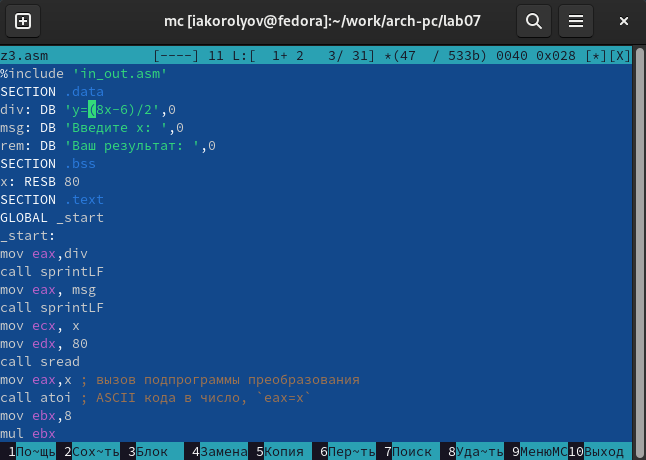 mc [iakorolyov@fedora]:~/work/arch-pc/lab07
z3.asm [----] 11 L:[ 1+ 2 3/ 31] *(47 / 533b) 0040 0x028 [*][X]
%include 'in_out.asm'
SECTION .data
div: DB 'y=(8x-6)/2',0
msg: DB 'Введите x: ',0
rem: DB 'Ваш результат: ',0
SECTION .bss
x: RESB 80
SECTION .text
GLOBAL _start
_start:
mov eax,div
call sprintLF
mov eax, msg
call sprintLF
mov ecx, x
mov edx, 80
call sread
mov eax,x ; вызов подпрограммы преобразования
call atoi ; ASCII кода в число, `eax=x`
mov ebx,8
mul ebx
1По~щь 2Сох~ть 3Блок 4Замена 5Копия 6Пер~ть 7Поиск 8Уда~ть 9МенюMC 10Выход